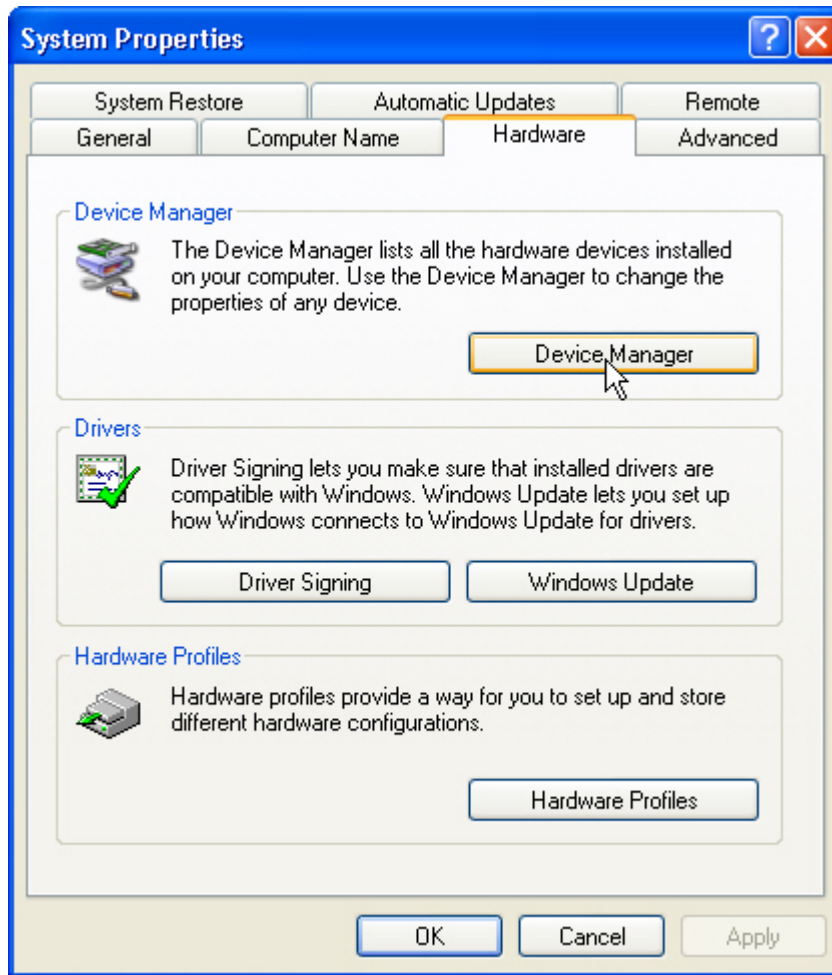 System Properties
System Restore
Automatic Updates
Remote
General
Computer Name
Hardware
Advanced
Device Manager
The Device Manager lists all the hardware devices installed
on your computer. Use the Device Manager to change the
properties of any device.
Device Manager
Drivers
Driver Signing lets you make sure that installed drivers are
compatible with Windows. Windows Update lets you set up
how Windows connects to Windows Update for drivers.
Driver Signing
Windows Update
Hardware Profiles
Hardware profiles provide a way for you to set up and store
different hardware configurations.
Hardware Profiles
OK
Cancel
Apply